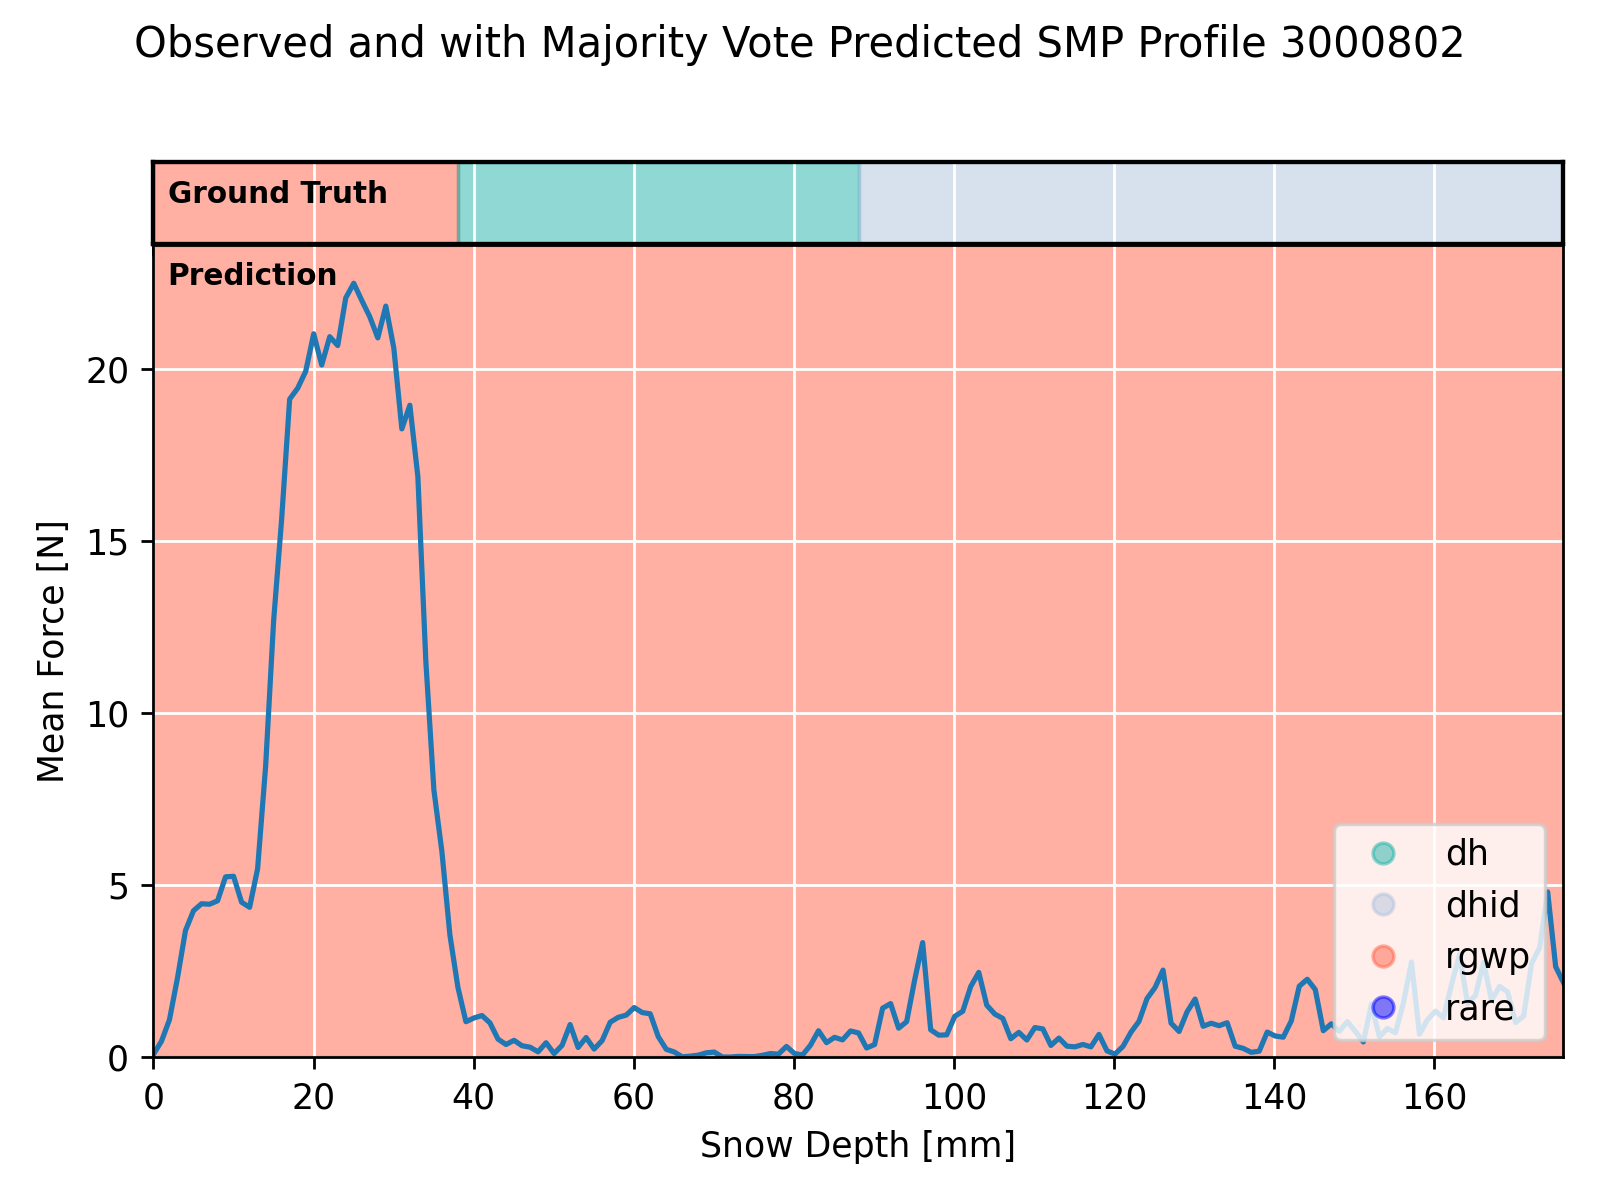 Observed and with Majority Vote Predicted SMP Profile 3000802
Ground Truth
Prediction
20
15
10
5
0
Mean Force [N]
dh
dhid
rgwp
rare
0 20 40 60 80 100 120 140 160
Snow Depth [mm]